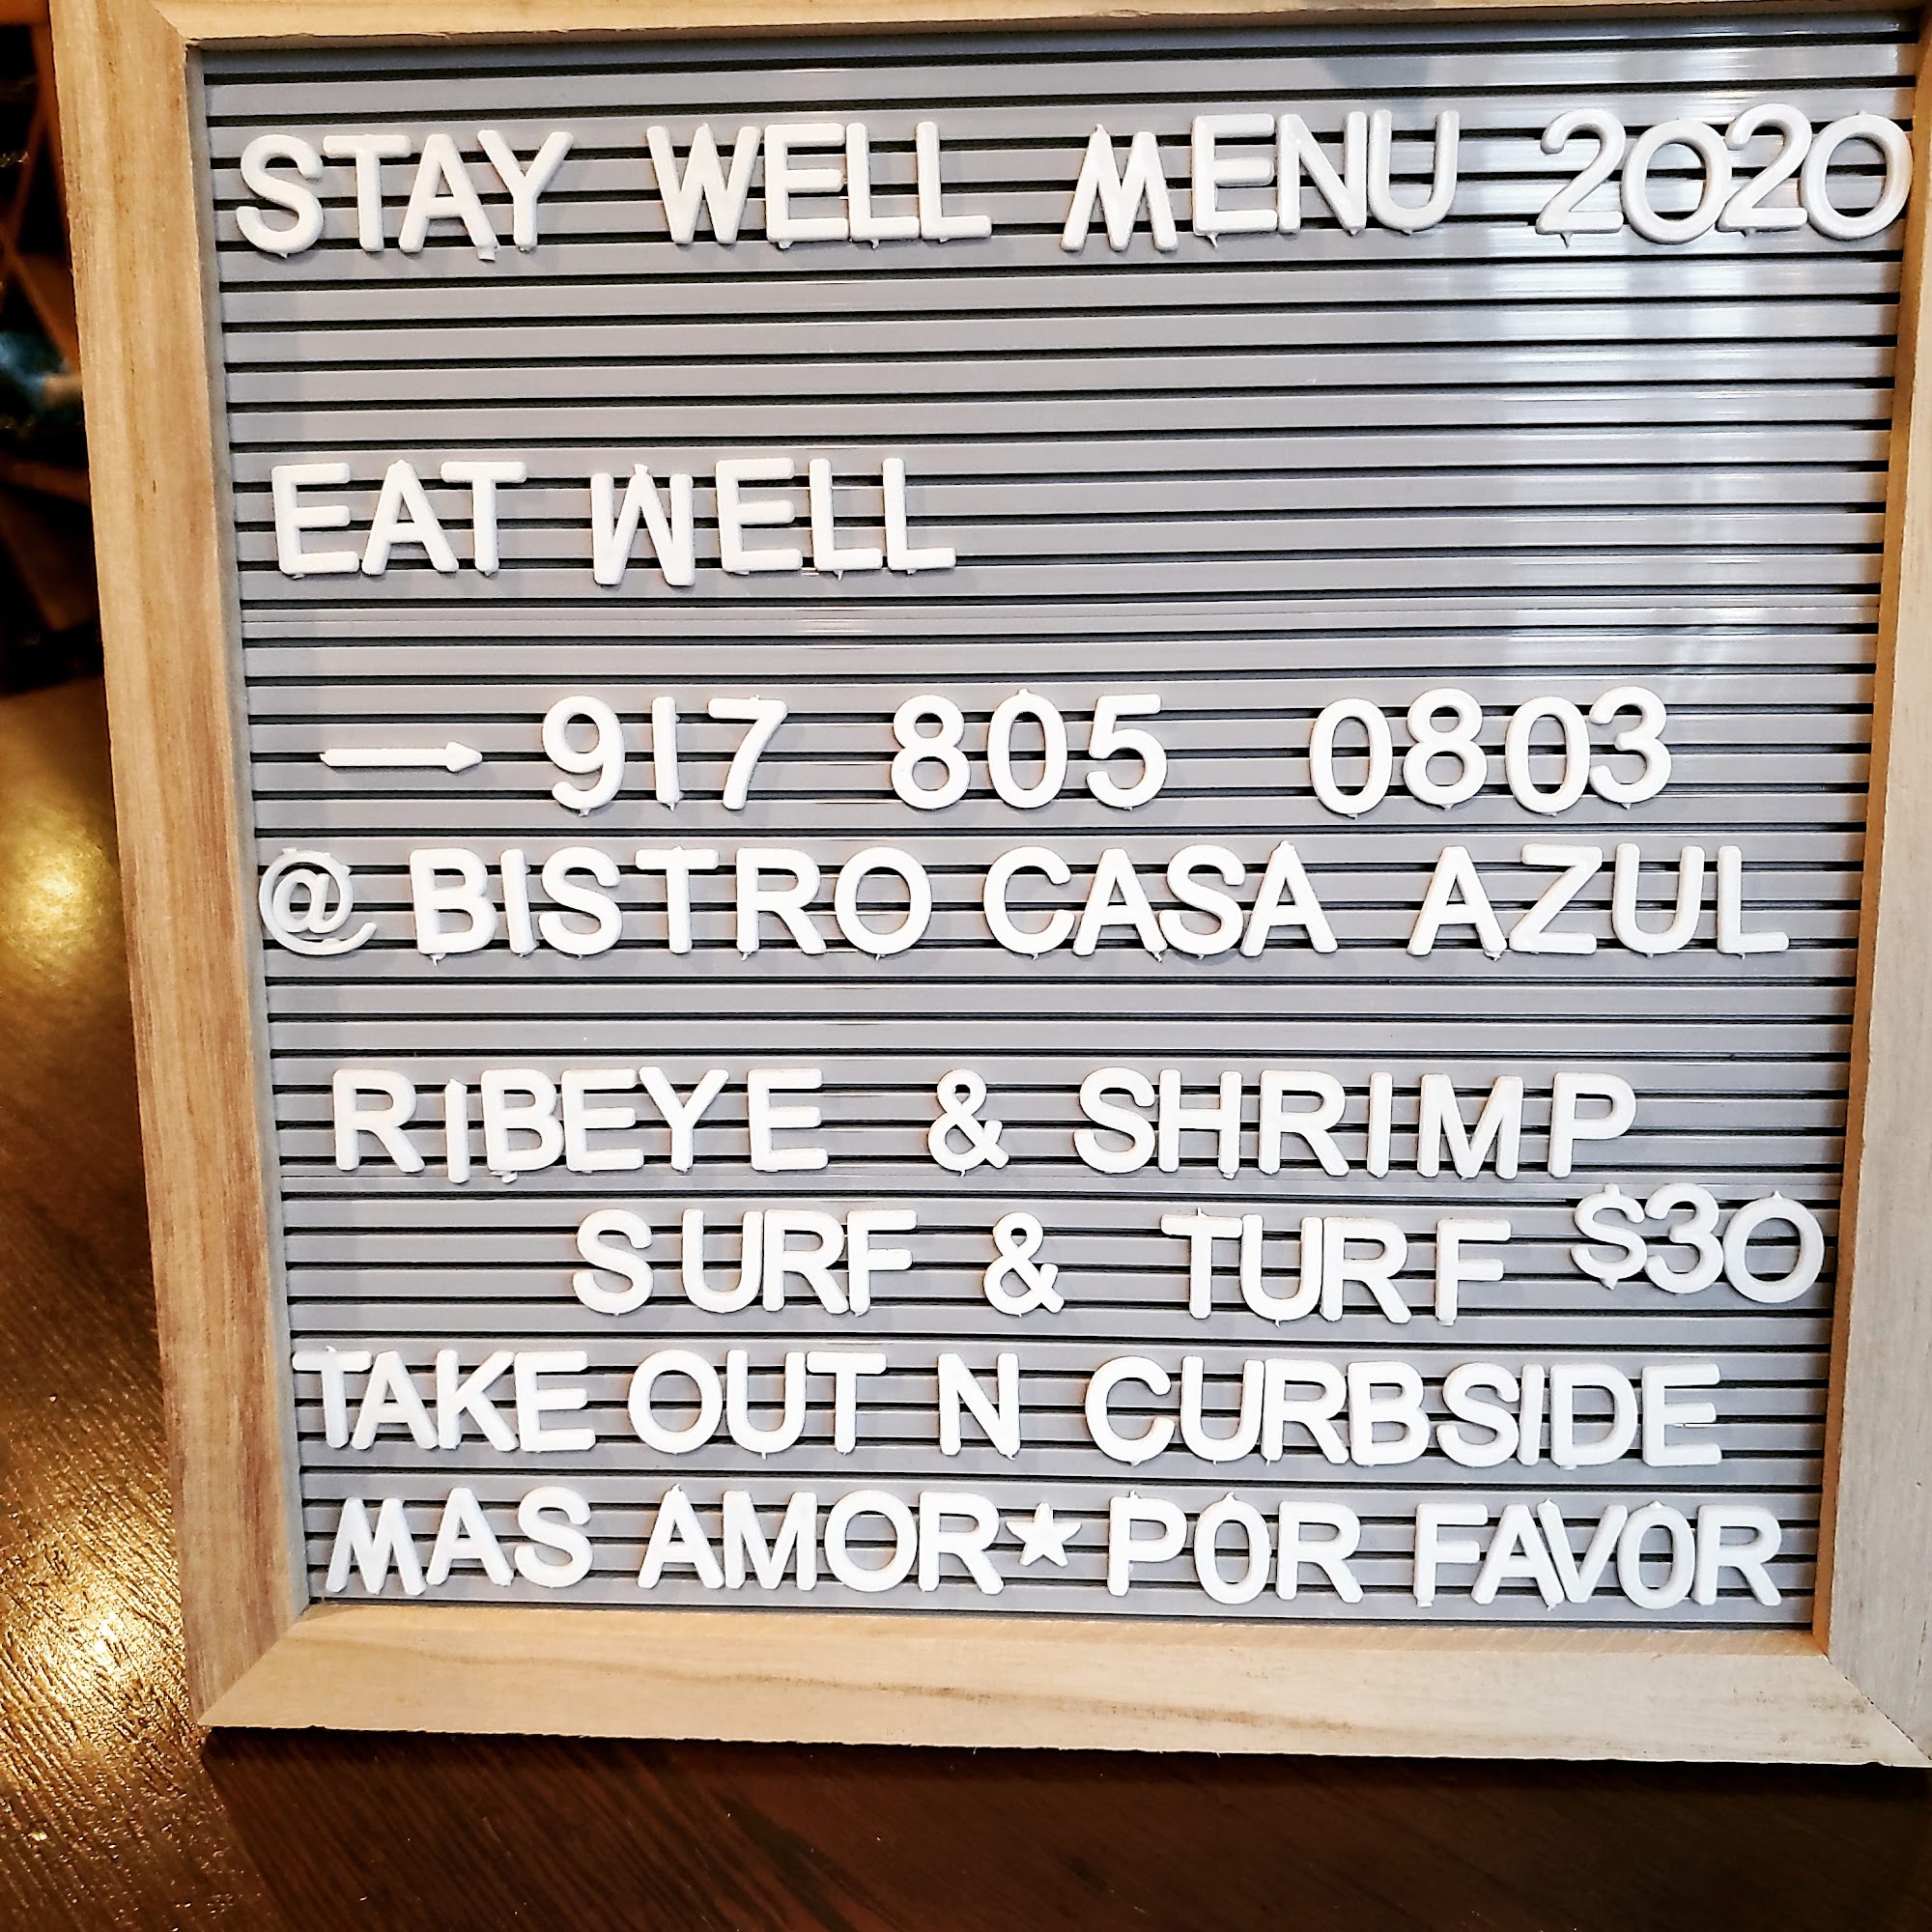 STAY WELL MENU 2020
EAT WELL
→ 917 805 0803
@ BISTRO CASA AZUL
RIBEYE & SHRIMP
SURF & TURF $30
TAKE OUT N CURBSIDE
MAS AMOR★POR FAVOR